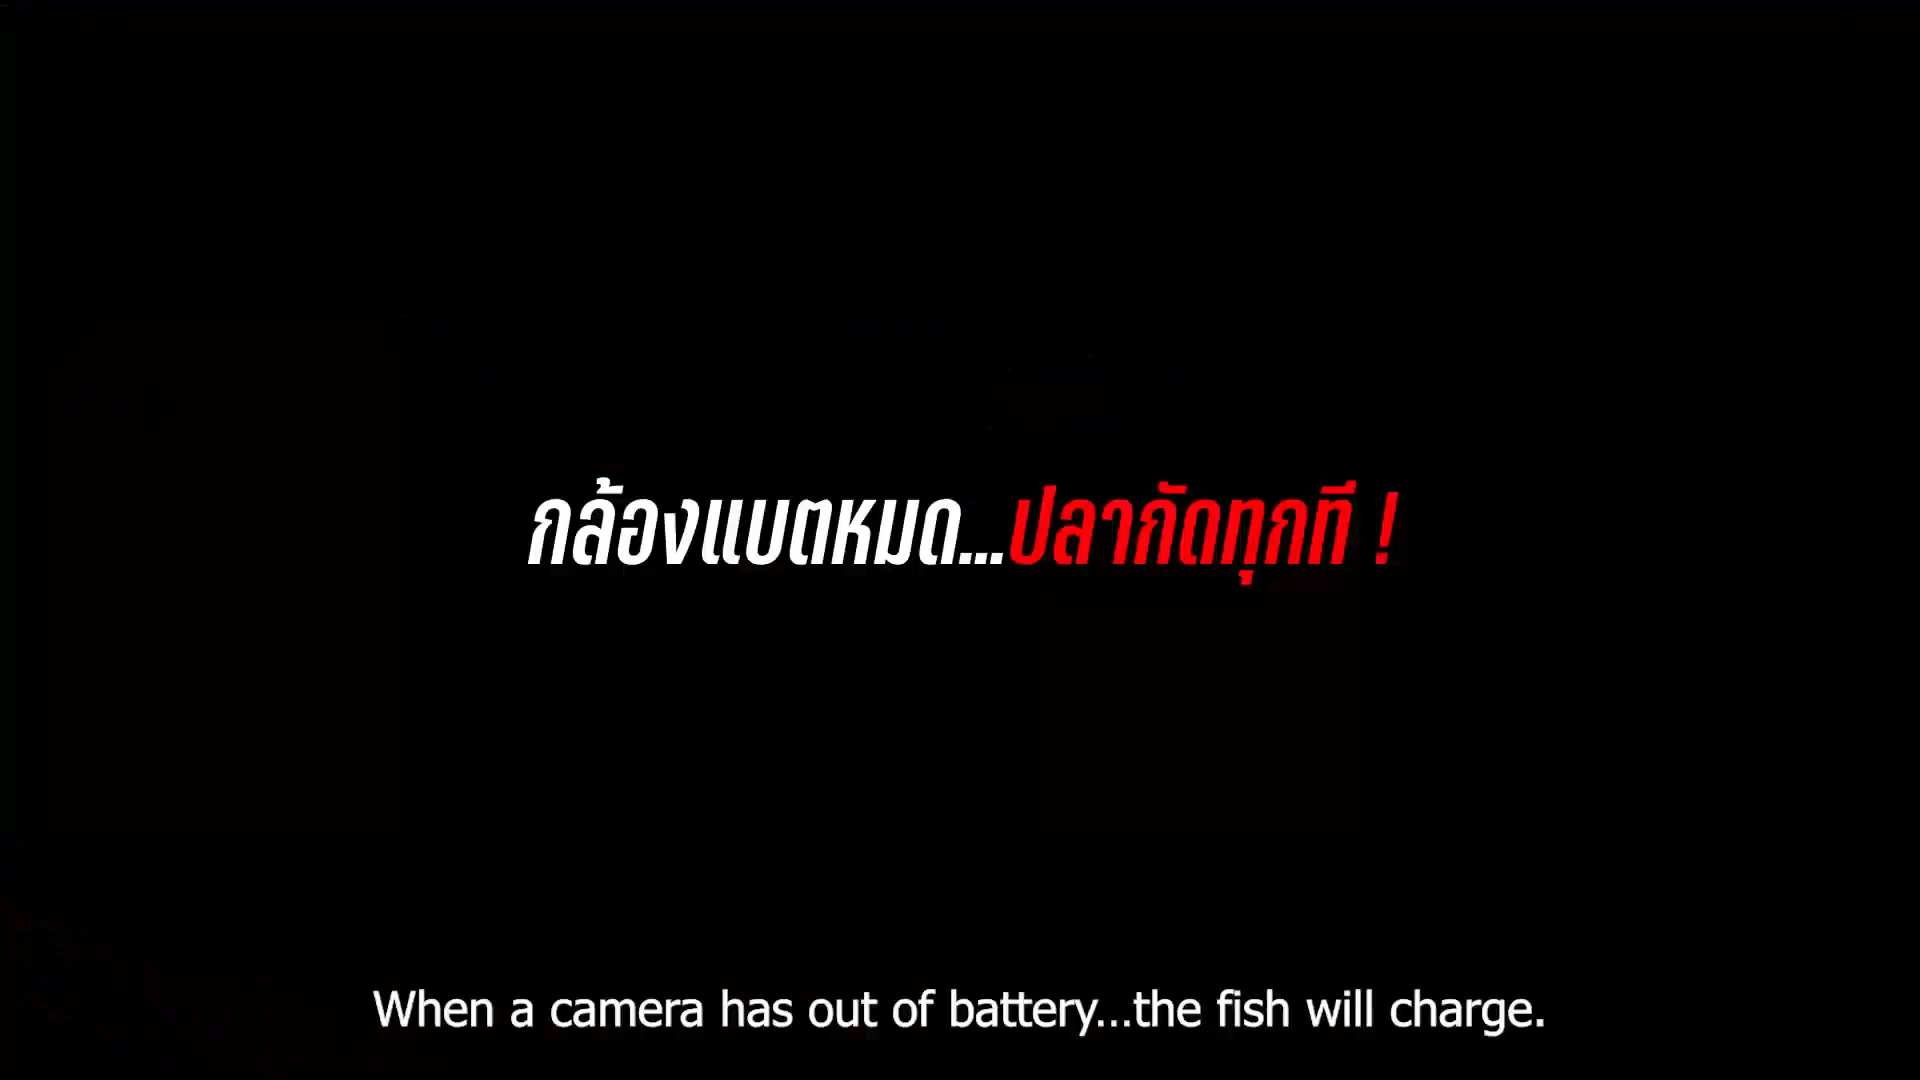 กล้องแบตหมด...ปลากัดทุกที !
When a camera has out of battery...the fish will charge.